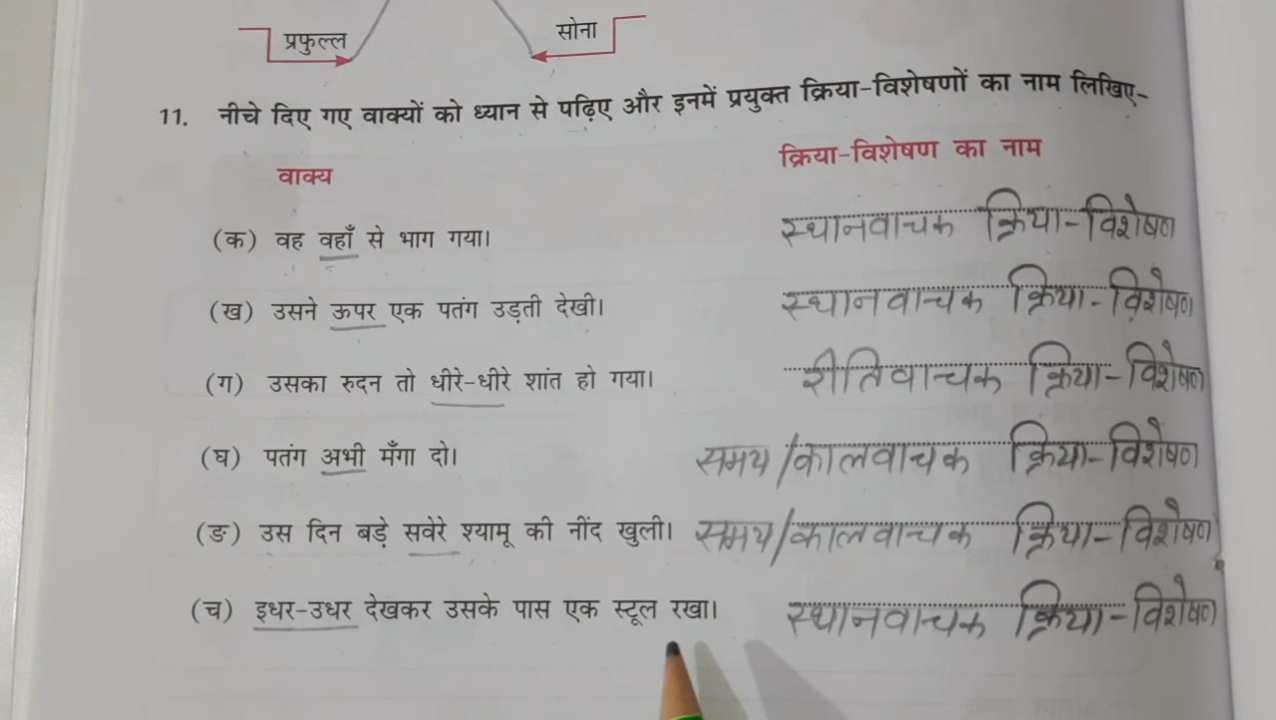 प्रफुल्ल
सोना
11. नीचे दिए गए वाक्यों को ध्यान से पढ़िए और इनमें प्रयुक्त क्रिया-विशेषणों का नाम लिखिए-
वाक्य क्रिया-विशेषण का नाम
(क) वह वहाँ से भाग गया। स्थानवाचक क्रिया-विशेषण
(ख) उसने ऊपर एक पतंग उड़ती देखी। स्थानवाचक क्रिया-विशेषण
(ग) उसका रुदन तो धीरे-धीरे शांत हो गया। रीतिवाचक क्रिया-विशेषण
(घ) पतंग अभी मँगा दो। समय/कालवाचक क्रिया-विशेषण
(ङ) उस दिन बड़े सवेरे श्यामू की नींद खुली। समय/कालवाचक क्रिया-विशेषण
(च) इधर-उधर देखकर उसके पास एक स्टूल रखा। स्थानवाचक क्रिया-विशेषण